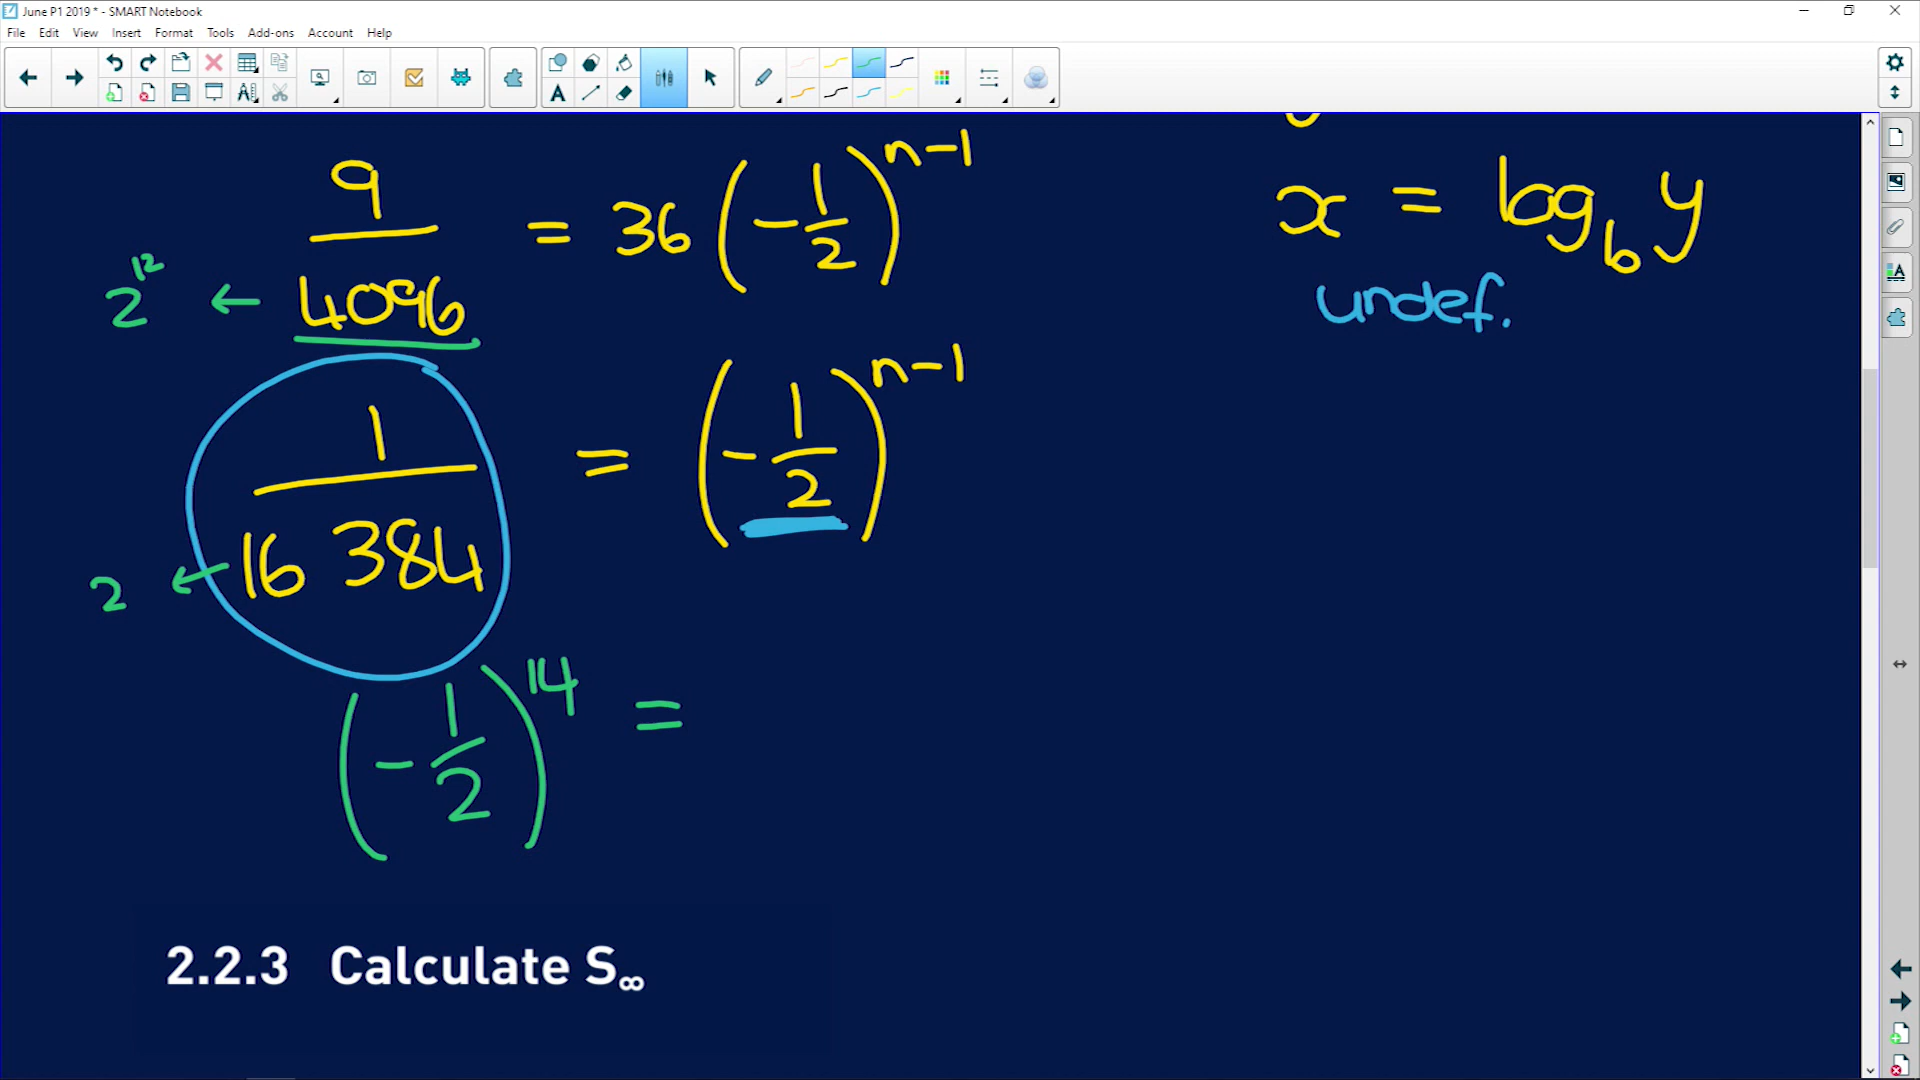 June P1 2019 * - SMART Notebook
File Edit View Insert Format Tools Add-ons Account Help
9/4096 = 36(-1/2)^(n-1)
2^12 ←
x = log_b y
undef.
1/16 384 = (-1/2)^(n-1)
2 ←
(-1/2)^14 =
2.2.3 Calculate S∞